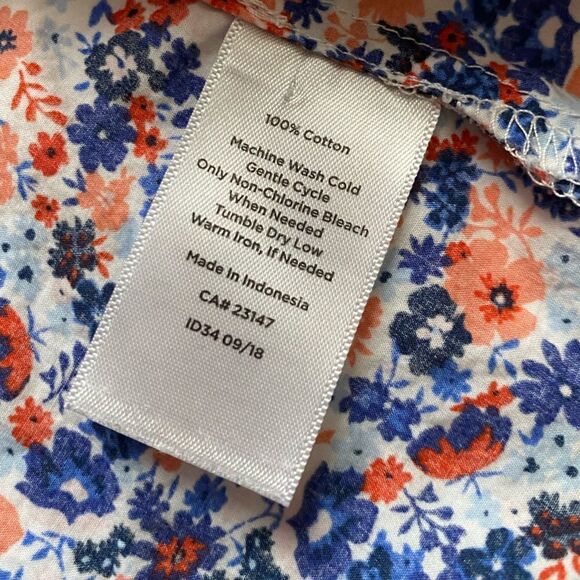 100% Cotton
Machine Wash Cold
Gentle Cycle
Only Non-Chlorine Bleach
When Needed
Tumble Dry Low
Warm Iron, If Needed
Made in Indonesia
CA# 23147
ID34 09/18